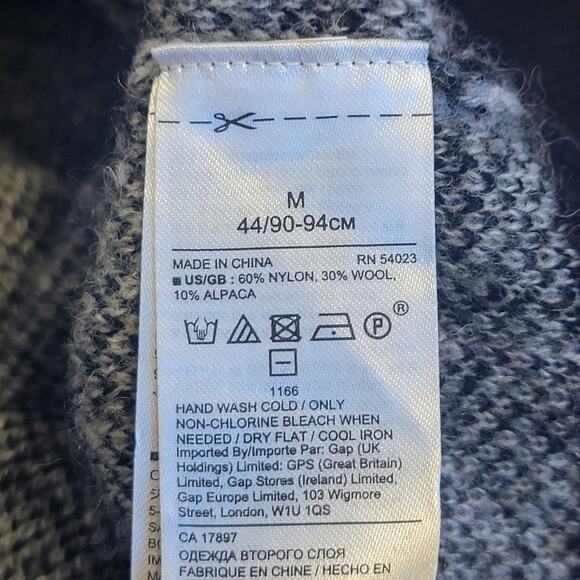 M
44/90-94см
MADE IN CHINA RN 54023
■ US/GB : 60% NYLON, 30% WOOL,
10% ALPACA
P ®
1166
HAND WASH COLD / ONLY
NON-CHLORINE BLEACH WHEN
NEEDED / DRY FLAT / COOL IRON
Imported By/Importe Par: Gap (UK
Holdings) Limited: GPS (Great Britain)
Limited, Gap Stores (Ireland) Limited,
Gap Europe Limited, 103 Wigmore
Street, London, W1U 1QS
CA 17897
ОДЕЖДА ВТОРОГО СЛОЯ
FABRIQUE EN CHINE / HECHO EN